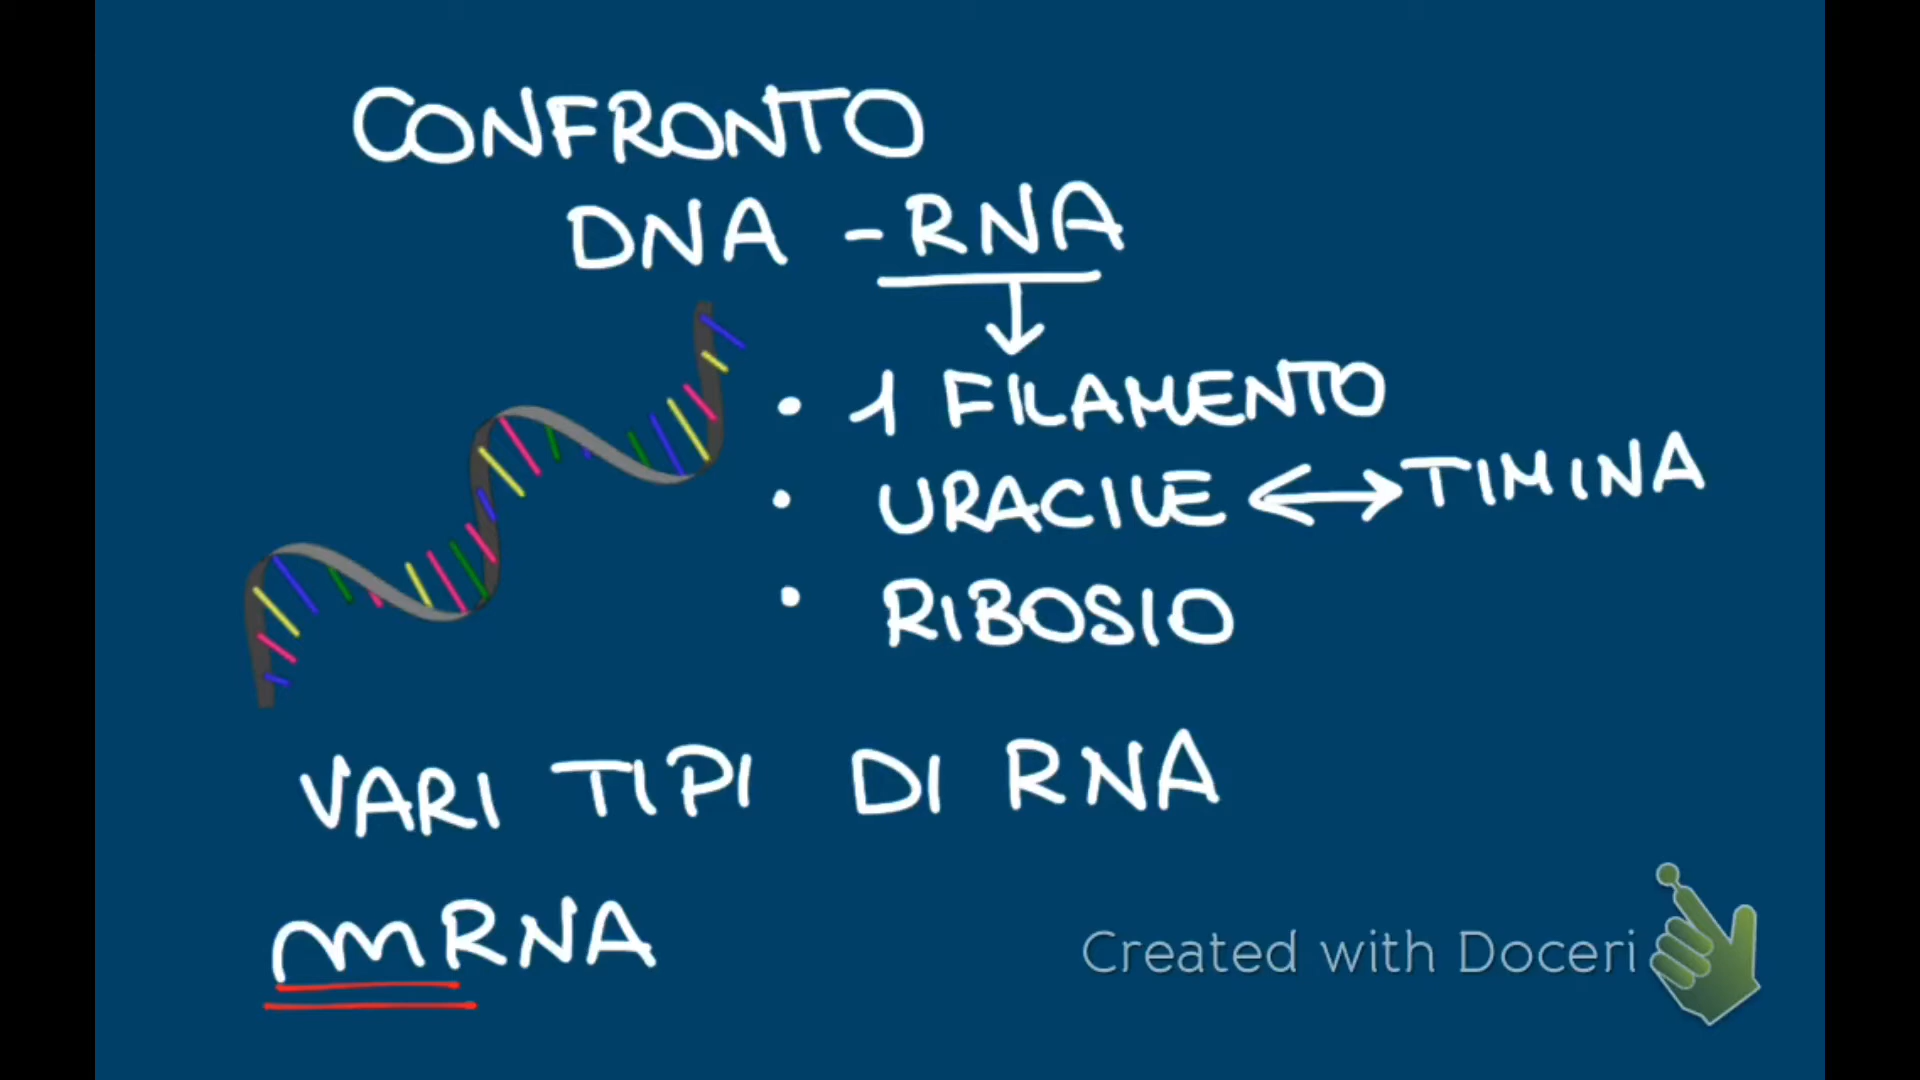 CONFRONTO
DNA - RNA
• 1 FILAMENTO
• URACILE ↔ TIMINA
• RIBOSIO
VARI TIPI DI RNA
mRNA
Created with Doceri